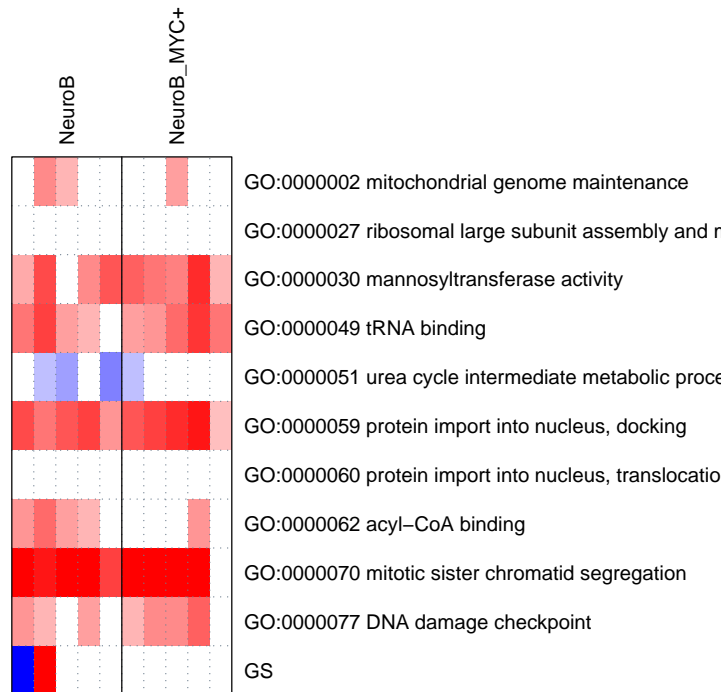 NeuroB
NeuroB_MYC+
GO:0000002 mitochondrial genome maintenance
GO:0000027 ribosomal large subunit assembly and
GO:0000030 mannosyltransferase activity
GO:0000049 tRNA binding
GO:0000051 urea cycle intermediate metabolic proce
GO:0000059 protein import into nucleus, docking
GO:0000060 protein import into nucleus, translocatio
GO:0000062 acyl−CoA binding
GO:0000070 mitotic sister chromatid segregation
GO:0000077 DNA damage checkpoint
GS